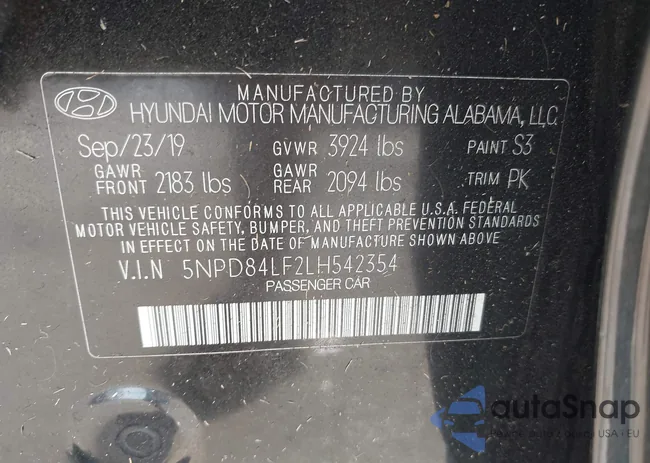 MANUFACTURED BY
HYUNDAI MOTOR MANUFACTURING ALABAMA, LLC
Sep/23/19 GVWR 3924 lbs PAINT S3
GAWR FRONT 2183 lbs GAWR REAR 2094 lbs TRIM PK
THIS VEHICLE CONFORMS TO ALL APPLICABLE U.S.A. FEDERAL
MOTOR VEHICLE SAFETY, BUMPER, AND THEFT PREVENTION STANDARDS
IN EFFECT ON THE DATE OF MANUFACTURE SHOWN ABOVE
V.I.N 5NPD84LF2LH542354
PASSENGER CAR
autoSnap
USA | EU